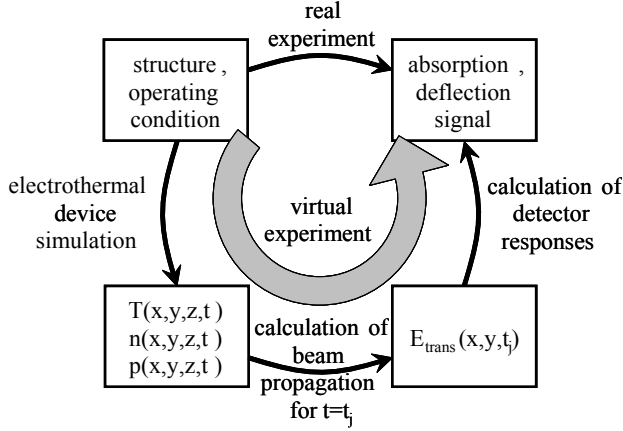 real
experiment
structure ,
operating
condition
absorption ,
deflection
signal
electrothermal
device
simulation
virtual
experiment
calculation of
detector
responses
T(x,y,z,t )
n(x,y,z,t )
p(x,y,z,t )
calculation of
beam
propagation
for t=tj
Etrans(x,y,tj)